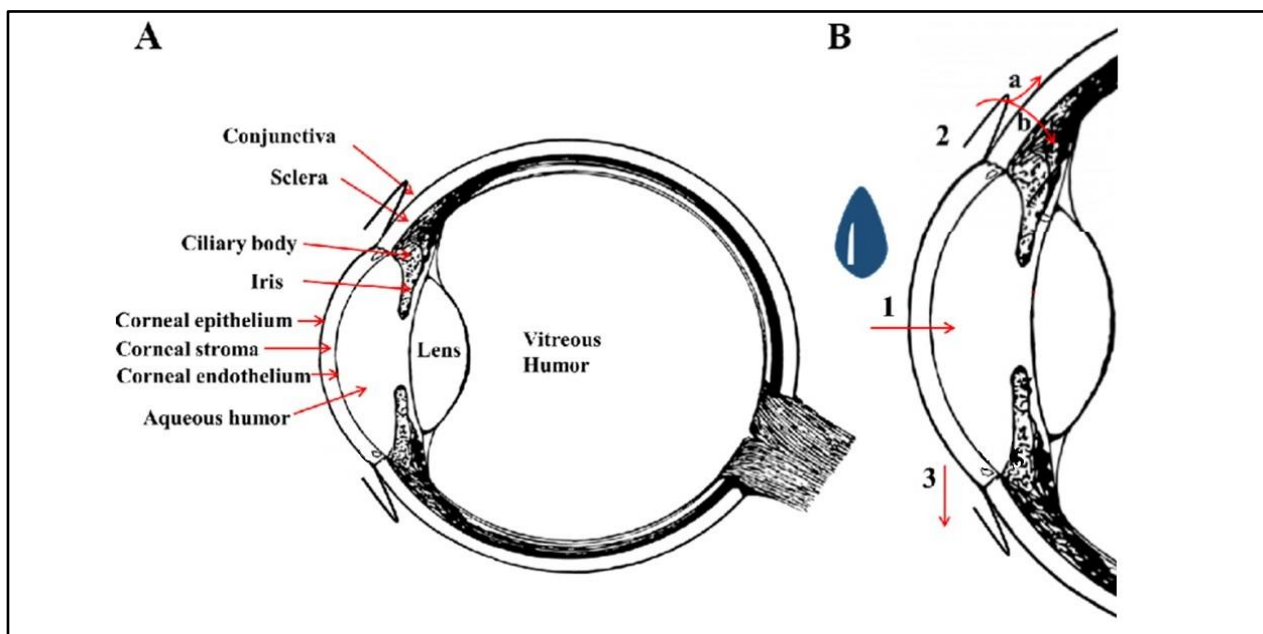 A
Conjunctiva
Sclera
Ciliary body
Iris
Corneal epithelium
Corneal stroma
Corneal endothelium
Aqueous humor
Lens
Vitreous
Humor
B
a
b
2
1
3